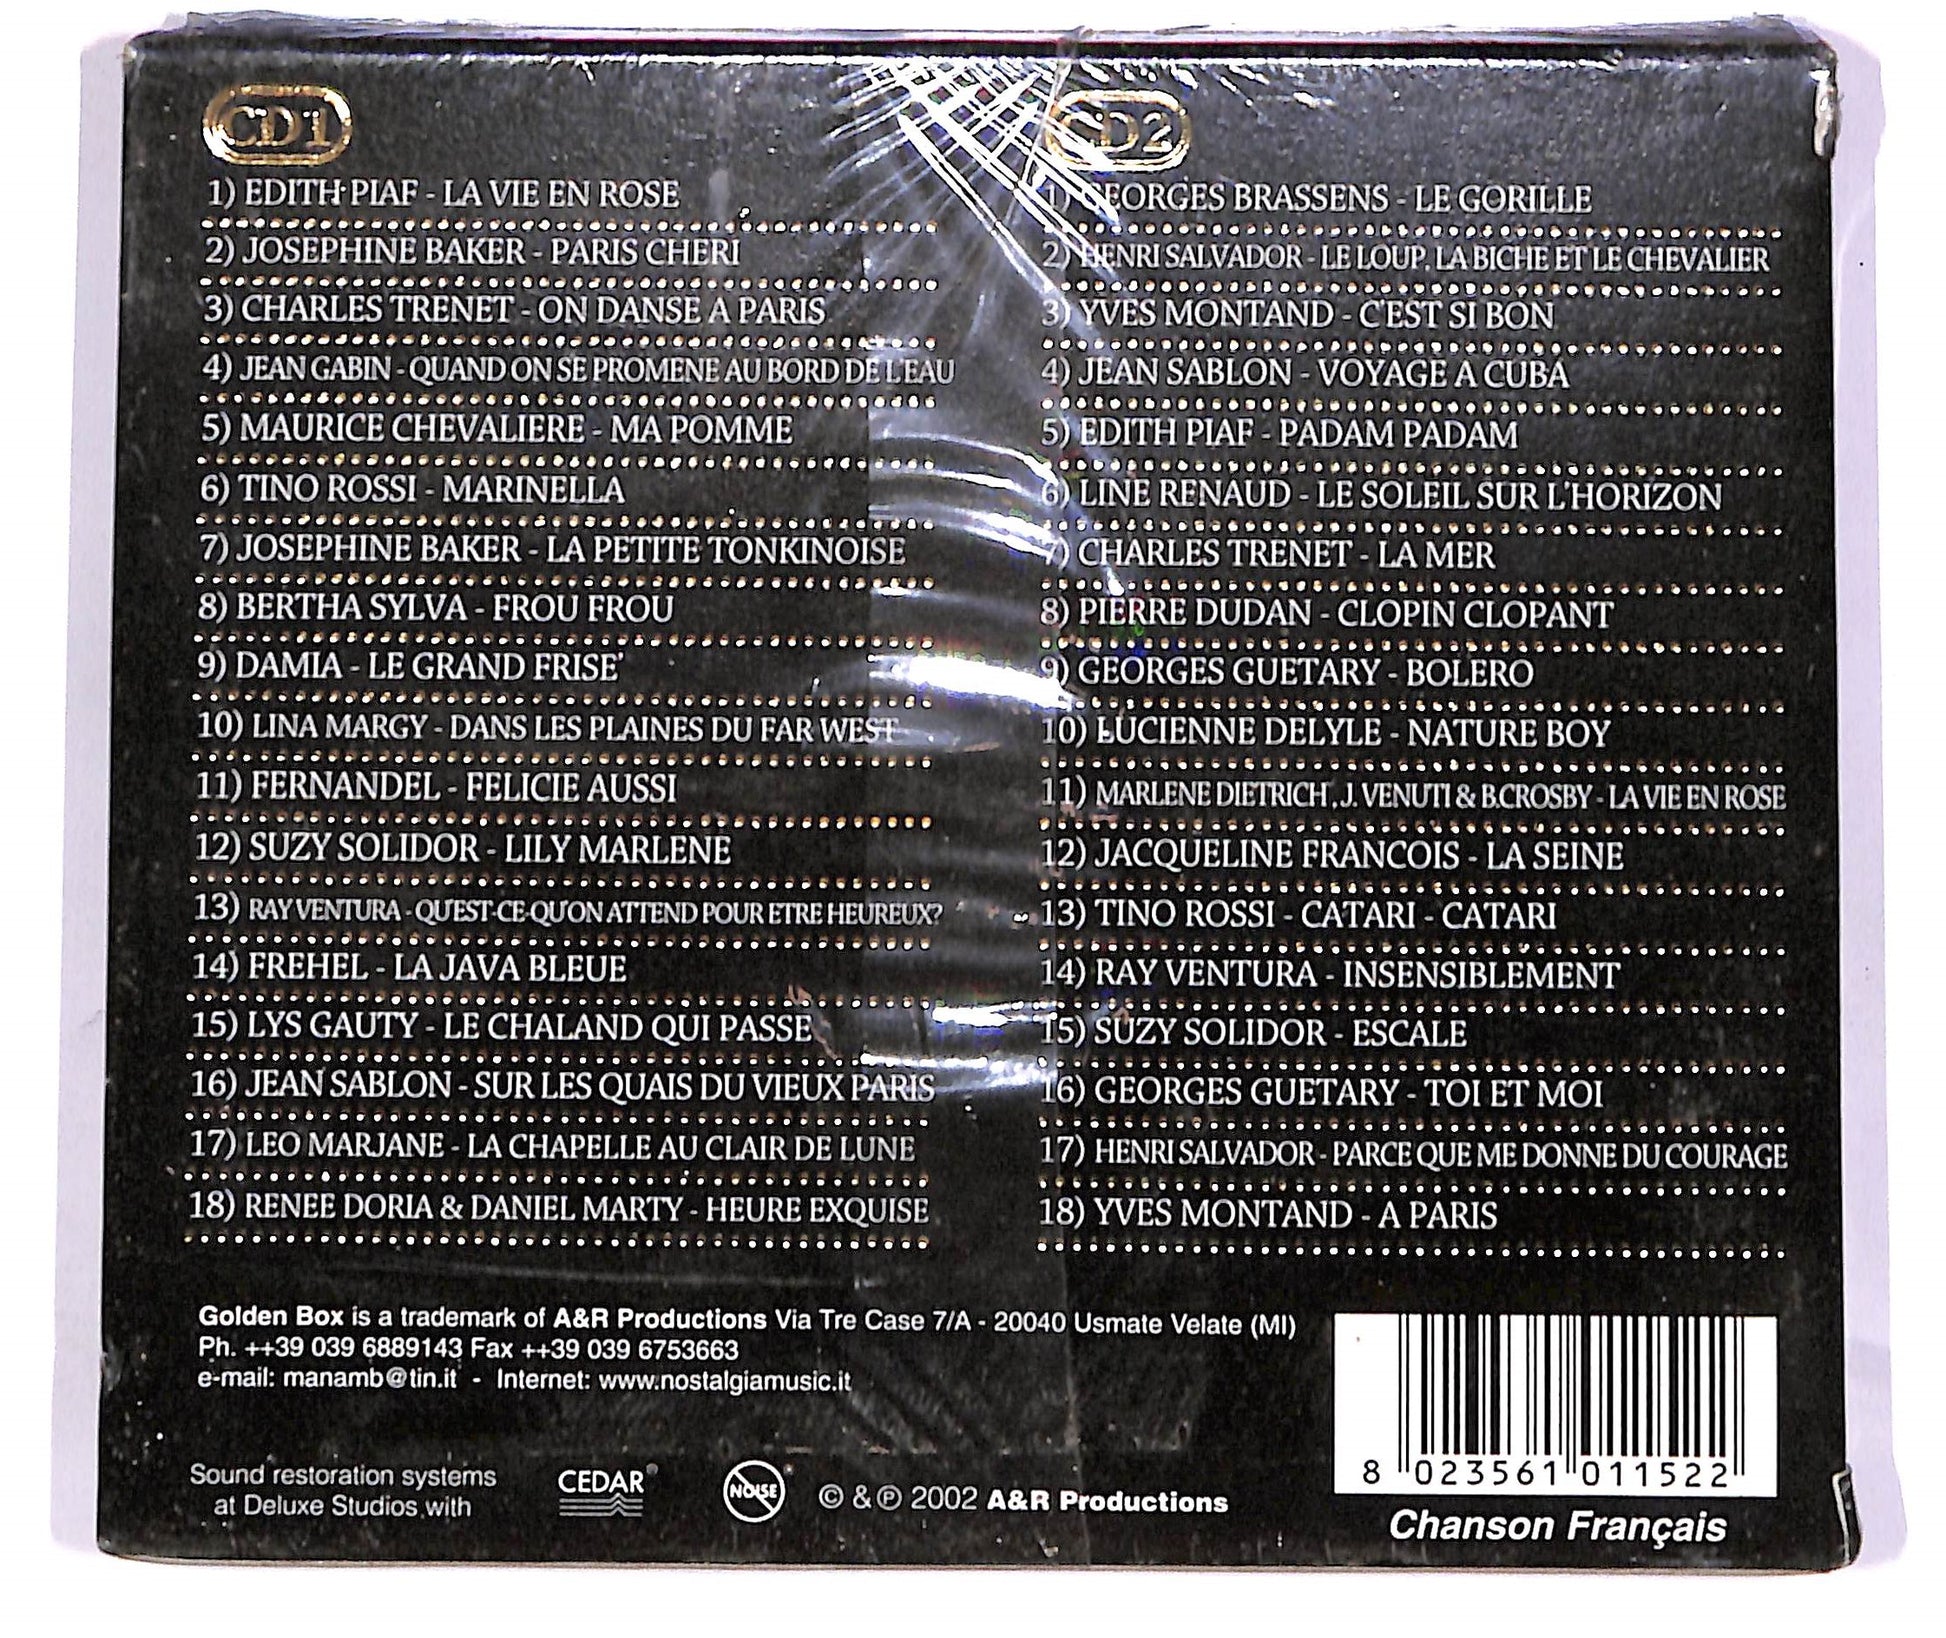 CD1
1) EDITH PIAF - LA VIE EN ROSE
2) JOSEPHINE BAKER - PARIS CHERI
3) CHARLES TRENET - ON DANSE A PARIS
4) JEAN GABIN - QUAND ON SE PROMENE AU BORD DE L'EAU
5) MAURICE CHEVALIERE - MA POMME
6) TINO ROSSI - MARINELLA
7) JOSEPHINE BAKER - LA PETITE TONKINOISE
8) BERTHA SYLVA - FROU FROU
9) DAMIA - LE GRAND FRISE'
10) LINA MARGY - DANS LES PLAINES DU FAR WEST
11) FERNANDEL - FELICIE AUSSI
12) SUZY SOLIDOR - LILY MARLENE
13) RAY VENTURA - QU'EST-CE-QU'ON ATTEND POUR ETRE HEUREUX?
14) FREHEL - LA JAVA BLEUE
15) LYS GAUTY - LE CHALAND QUI PASSE
16) JEAN SABLON - SUR LES QUAIS DU VIEUX PARIS
17) LEO MARJANE - LA CHAPELLE AU CLAIR DE LUNE
18) RENEE DORIA & DANIEL MARTY - HEURE EXQUISE
CD2
1) GEORGES BRASSENS - LE GORILLE
2) HENRI SALVADOR - LE LOUP, LA BICHE ET LE CHEVALIER
3) YVES MONTAND - C'EST SI BON
4) JEAN SABLON - VOYAGE A CUBA
5) EDITH PIAF - PADAM PADAM
6) LINE RENAUD - LE SOLEIL SUR L'HORIZON
7) CHARLES TRENET - LA MER
8) PIERRE DUDAN - CLOPIN CLOPANT
9) GEORGES GUETARY - BOLERO
10) LUCIENNE DELYLE - NATURE BOY
11) MARLENE DIETRICH, J. VENUTI & B.CROSBY - LA VIE EN ROSE
12) JACQUELINE FRANCOIS - LA SEINE
13) TINO ROSSI - CATARI - CATARI
14) RAY VENTURA - INSENSIBLEMENT
15) SUZY SOLIDOR - ESCALE
16) GEORGES GUETARY - TOI ET MOI
17) HENRI SALVADOR - PARCE QUE ME DONNE DU COURAGE
18) YVES MONTAND - A PARIS
Golden Box is a trademark of A&R Productions Via Tre Case 7/A - 20040 Usmate Velate (MI)
Ph. ++39 039 6889143 Fax ++39 039 6753663
e-mail: manamb@tin.it - Internet: www.nostalgiamusic.it
Sound restoration systems
at Deluxe Studios with
CEDAR
NOISE
© & ℗ 2002 A&R Productions
8 023561 011522
Chanson Français